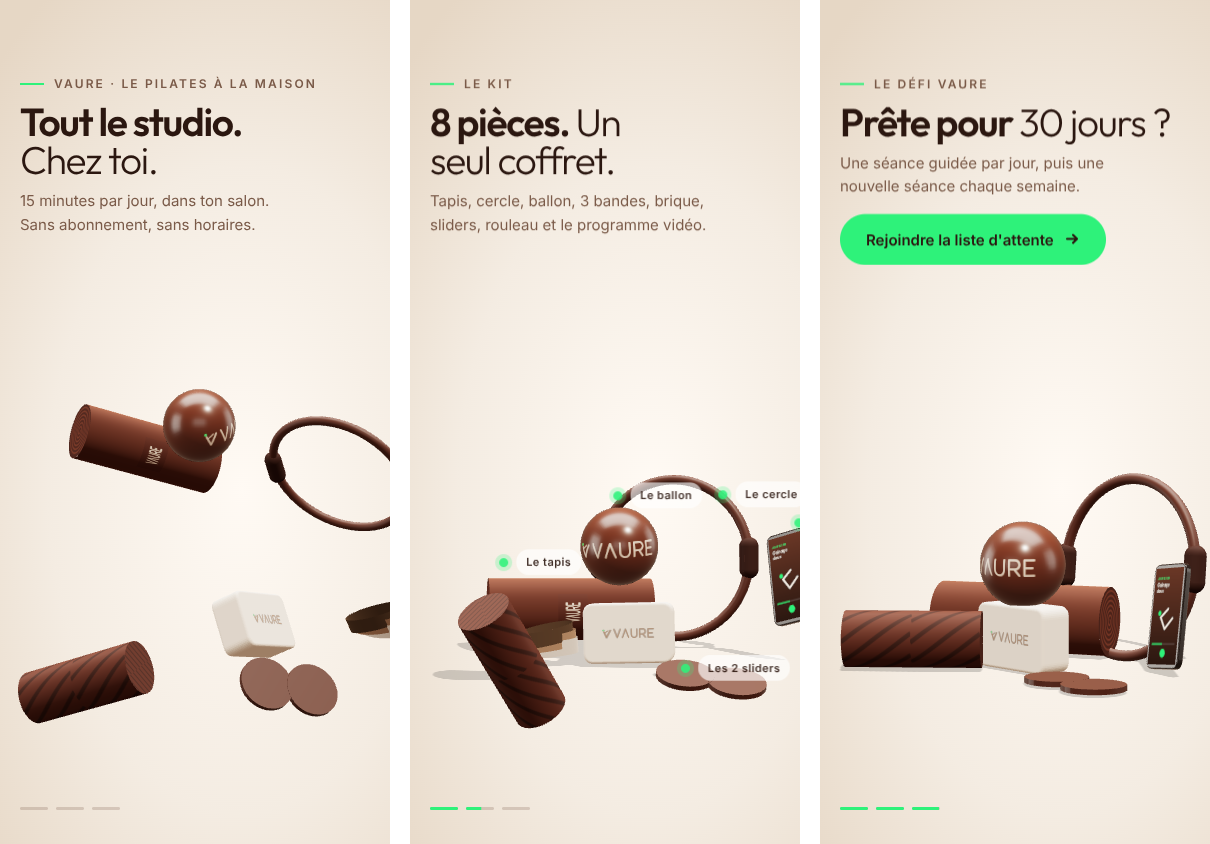 VAURE · LE PILATES À LA MAISON
Tout le studio.
Chez toi.
15 minutes par jour, dans ton salon.
Sans abonnement, sans horaires.
VAURE
VAURE
LE KIT
8 pièces. Un
seul coffret.
Tapis, cercle, ballon, 3 bandes, brique,
sliders, rouleau et le programme vidéo.
Le ballon
Le cercle
VAURE
Le tapis
VAURE
VAURE
Les 2 sliders
LE DÉFI VAURE
Prête pour 30 jours ?
Une séance guidée par jour, puis une
nouvelle séance chaque semaine.
Rejoindre la liste d'attente
AURE
VAURE